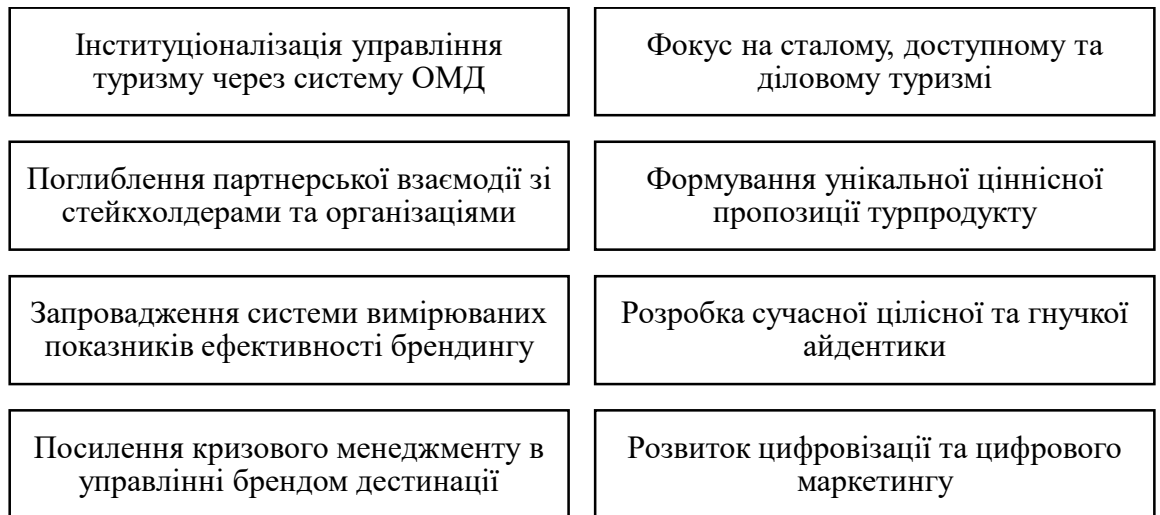 Інституціоналізація управління
туризму через систему ОМД
Фокус на сталому, доступному та
діловому туризмі
Поглиблення партнерської взаємодії зі
стейкхолдерами та організаціями
Формування унікальної ціннісної
пропозиції турпродукту
Запровадження системи вимірюваних
показників ефективності брендингу
Розробка сучасної цілісної та гнучкої
айдентики
Посилення кризового менеджменту в
управлінні брендом дестинації
Розвиток цифровізації та цифрового
маркетингу